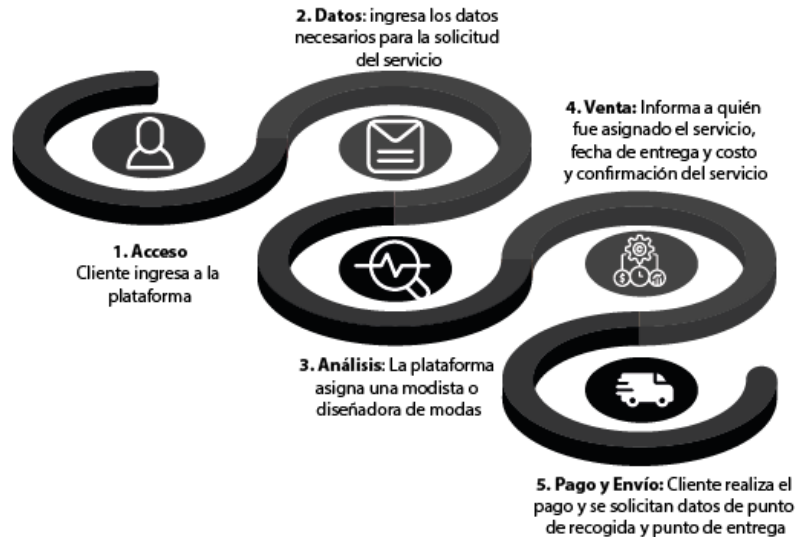 1. Acceso
Cliente ingresa a la
plataforma
2. Datos: ingresa los datos
necesarios para la solicitud
del servicio
3. Análisis: La plataforma
asigna una modista o
diseñadora de modas
4. Venta: Informa a quién
fue asignado el servicio,
fecha de entrega y costo
y confirmación del servicio
5. Pago y Envío: Cliente realiza el
pago y se solicitan datos de punto
de recogida y punto de entrega